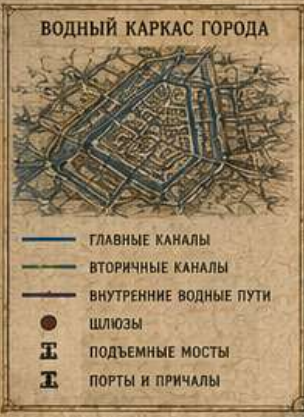 ВОДНЫЙ КАРКАС ГОРОДА
ГЛАВНЫЕ КАНАЛЫ
ВТОРИЧНЫЕ КАНАЛЫ
ВНУТРЕННИЕ ВОДНЫЕ ПУТИ
ШЛЮЗЫ
ПОДЪЕМНЫЕ МОСТЫ
ПОРТЫ И ПРИЧАЛЫ